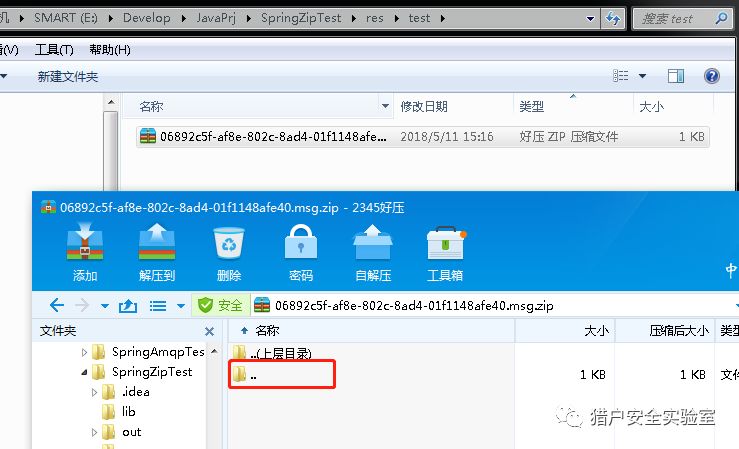 机 ▸ SMART (E:) ▸ Develop ▸ JavaPrj ▸ SpringZipTest ▸ res ▸ test ▸
搜索 test
(V) 工具(T) 帮助(H)
新建文件夹
名称 修改日期 类型 大小
06892c5f-af8e-802c-8ad4-01f1148afe... 2018/5/11 15:16 好压 ZIP 压缩文件 1 KB
06892c5f-af8e-802c-8ad4-01f1148afe40.msg.zip - 2345好压
添加 解压到 删除 密码 自解压 工具箱
中
安全 06892c5f-af8e-802c-8ad4-01f1148afe40.msg.zip
文件夹 名称 大小 压缩后大小 类型
SpringAmqpTes ..(上层目录)
SpringZipTest .. 1 KB 1 KB 文件
.idea
lib
out
猎户安全实验室